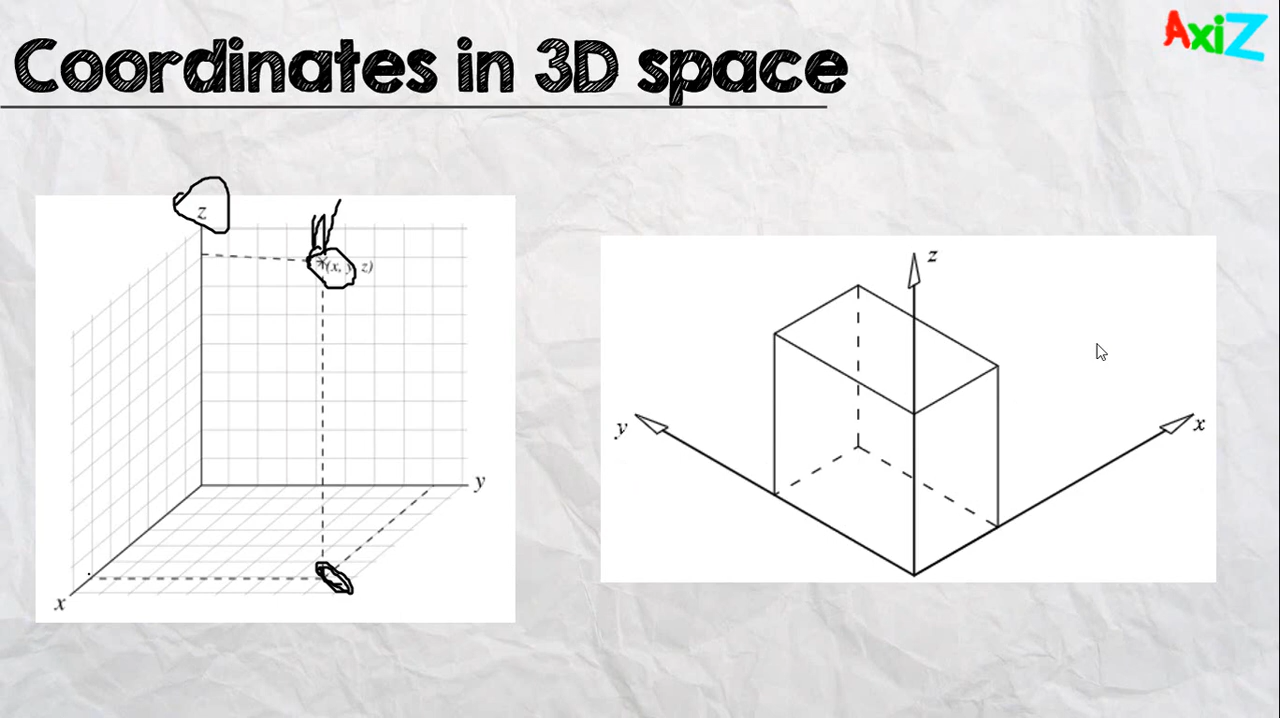 AxiZ
Coordinates in 3D space
z
(x, y, z)
y
x
z
y
x